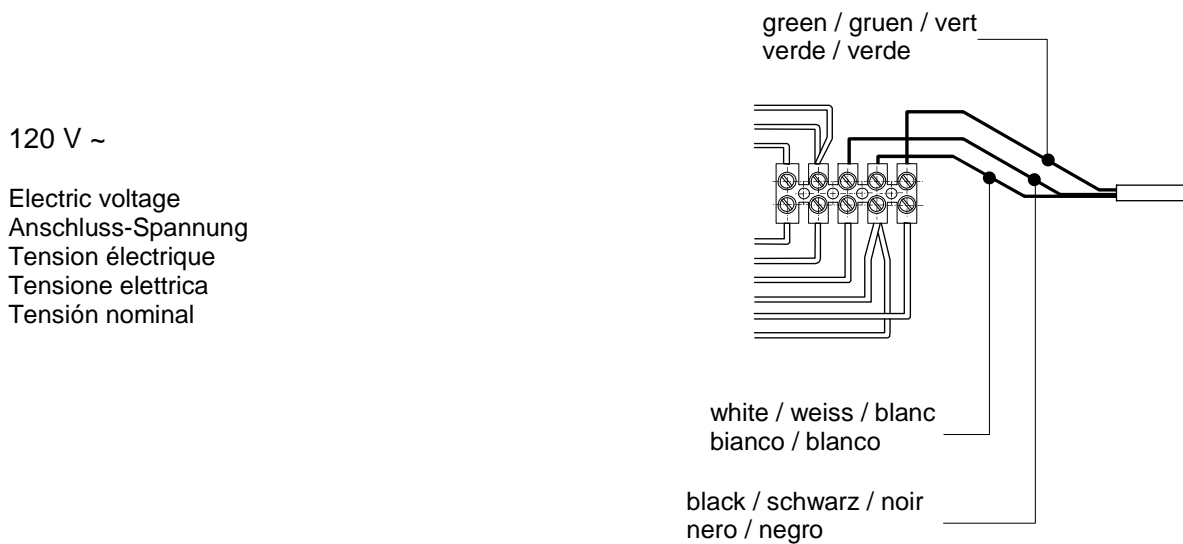 green / gruen / vert
verde / verde
120 V ~
Electric voltage
Anschluss-Spannung
Tension électrique
Tensione elettrica
Tensión nominal
white / weiss / blanc
bianco / blanco
black / schwarz / noir
nero / negro